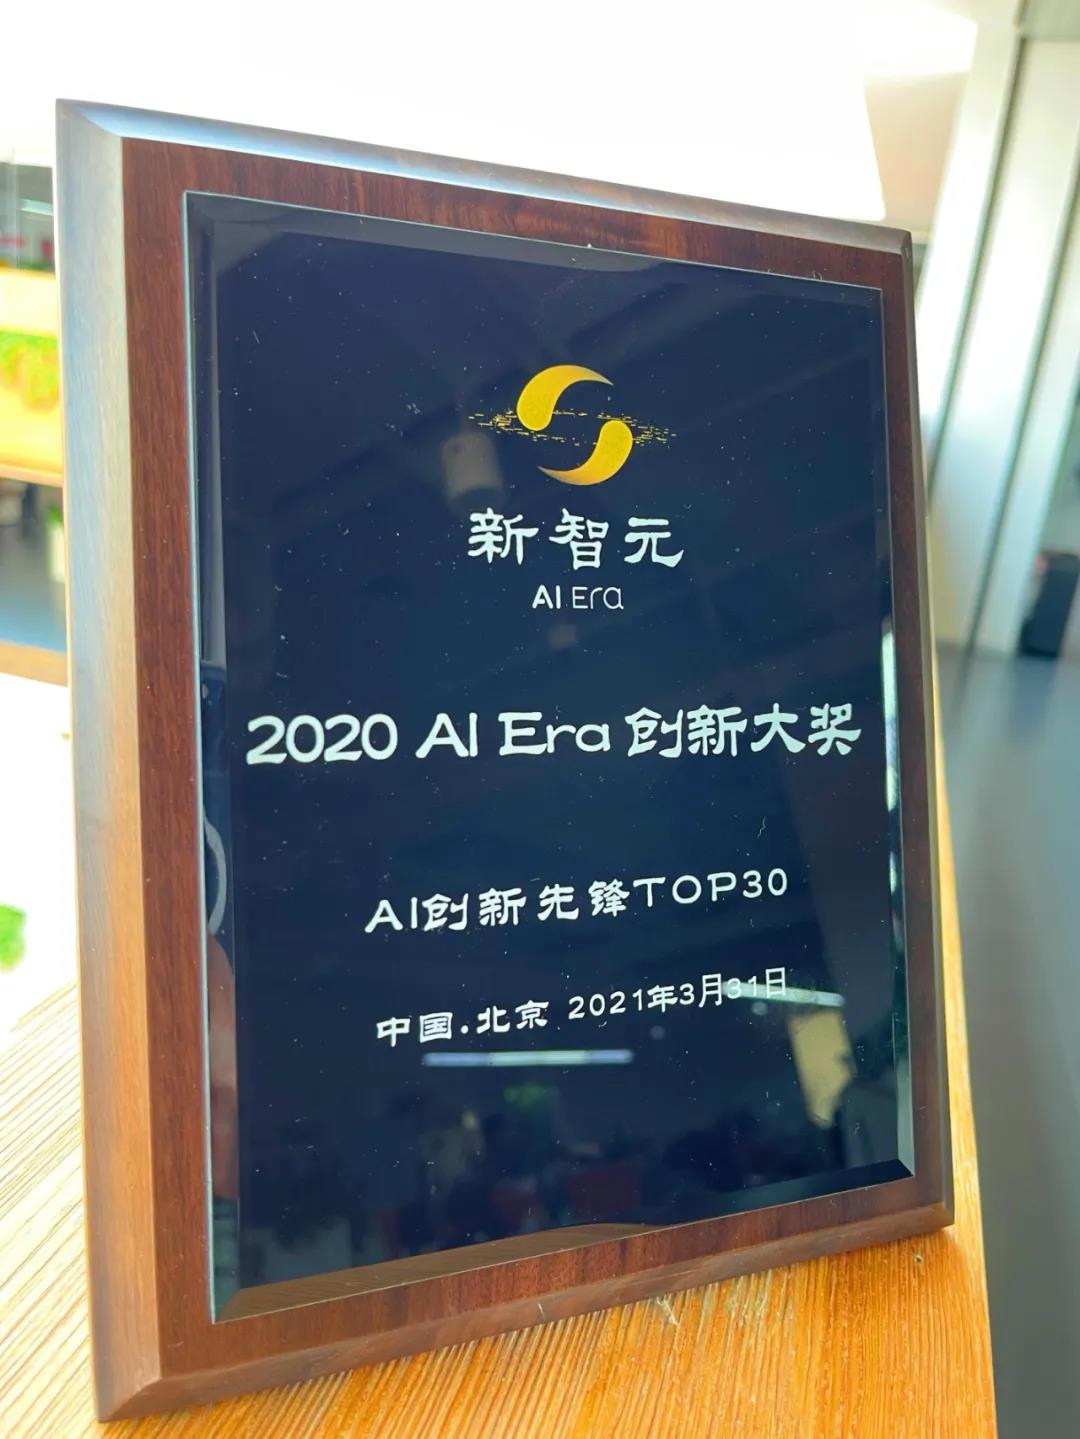 新智元
AI Era
2020 AI Era 创新大奖
AI创新先锋TOP30
中国.北京 2021年3月31日